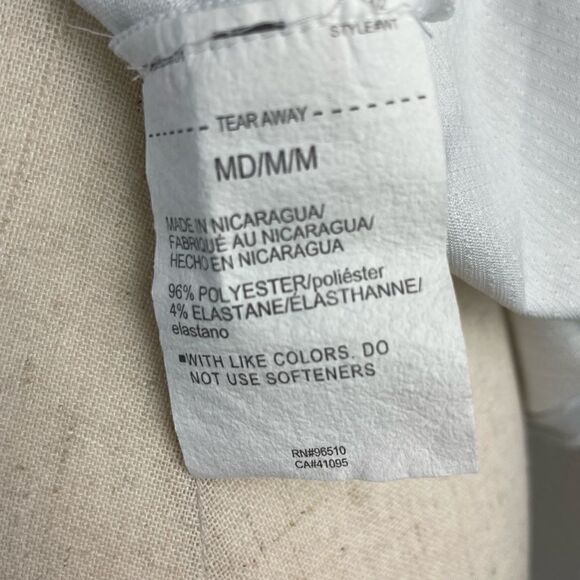 STYLE#NT
TEAR AWAY
MD/M/M
MADE IN NICARAGUA/
FABRIQUÉ AU NICARAGUA/
HECHO EN NICARAGUA
96% POLYESTER/poliéster
4% ELASTANE/ÉLASTHANNE/
elastano
■WITH LIKE COLORS. DO
NOT USE SOFTENERS
RN#96510
CA#41095